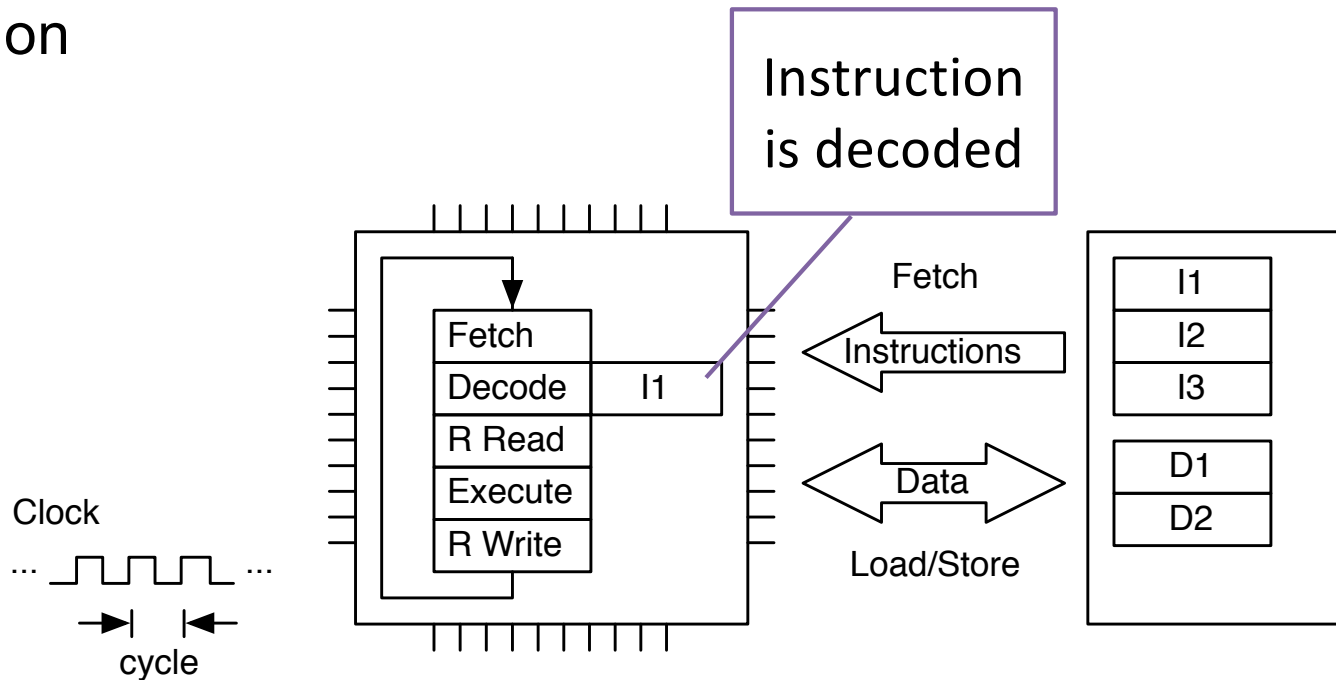 on
Instruction
is decoded
Fetch
Decode
R Read
Execute
R Write
I1
Fetch
Instructions
Data
Load/Store
I1
I2
I3
D1
D2
Clock
... ...
cycle